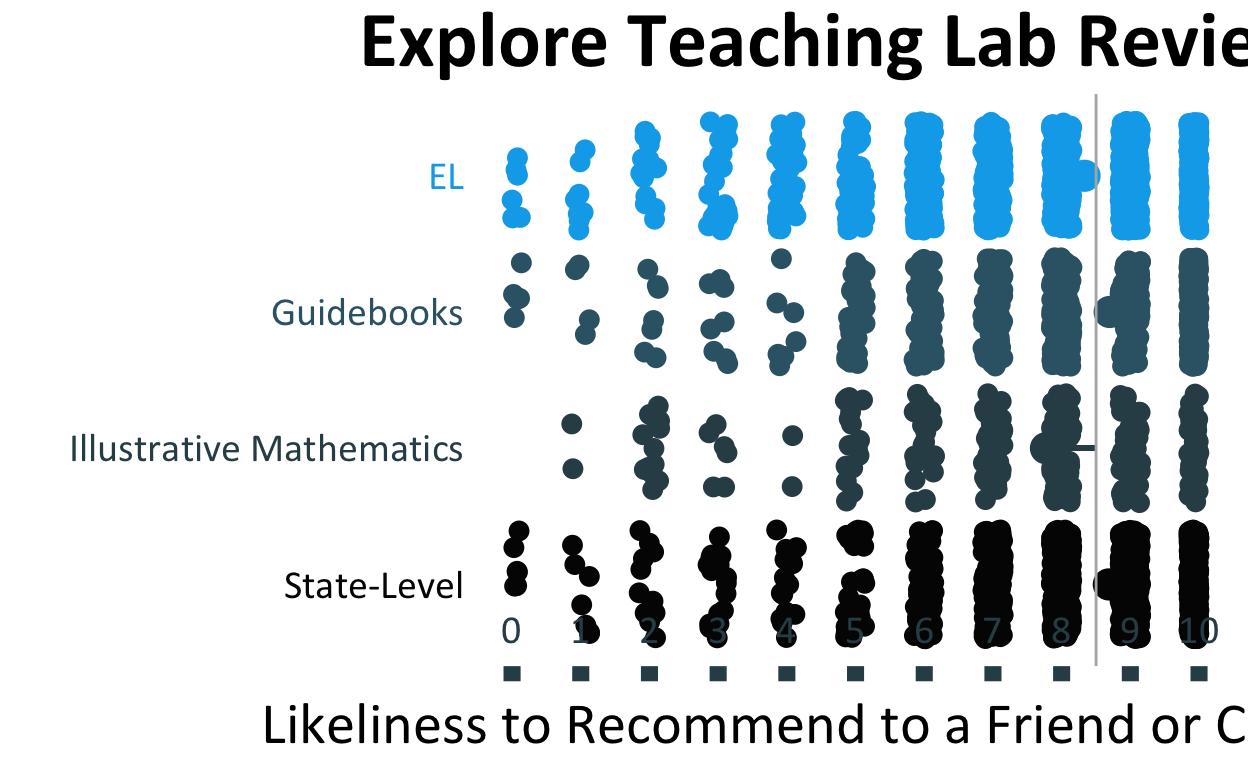 Explore Teaching Lab Revie
EL
Guidebooks
Illustrative Mathematics
State-Level
0 1 2 3 4 5 6 7 8 9 10
Likeliness to Recommend to a Friend or C